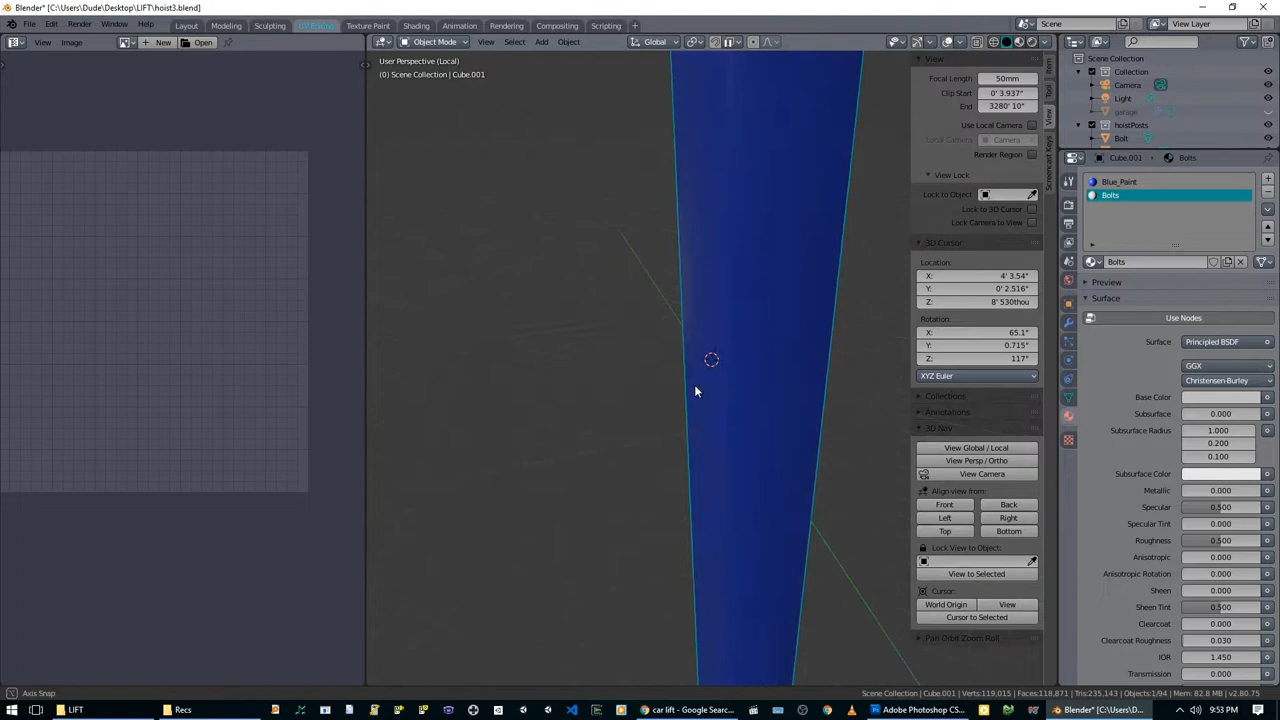 Blender* [C:\Users\Dude\Desktop\LIFT\hoist3.blend]
File Edit Render Window Help Layout Modeling Sculpting UV Editing Texture Paint Shading Animation Rendering Compositing Scripting + Scene View Layer
View Image New Open Object Mode View Select Add Object Global
User Perspective (Local)
(0) Scene Collection | Cube.001
View
Focal Length 50mm
Clip Start 0' 3.937"
End 3280' 10"
Use Local Camera
Local Camera Camera
Render Region
View Lock
Lock to Object
Lock to 3D Cursor
Lock Camera to View
3D Cursor
Location:
X: 4' 3.54"
Y: 0' 2.516"
Z: 8' 530thou
Rotation:
X: 65.1°
Y: 0.715°
Z: 117°
XYZ Euler
Collections
Annotations
3D Nav
View Global / Local
View Persp / Ortho
View Camera
Align view from:
Front Back
Left Right
Top Bottom
Lock View to Object:
View to Selected
Cursor:
World Origin View
Cursor to Selected
Pan Orbit Zoom Roll
Item
Tool
View
Screencast Keys
Scene Collection
Collection
Camera
Light
garage
hoistPosts
Bolt
Cube.001 Bolts
Blue_Paint
Bolts
Bolts
Preview
Surface
Use Nodes
Surface Principled BSDF
GGX
Christensen-Burley
Base Color
Subsurface 0.000
Subsurface Radius 1.000
0.200
0.100
Subsurface Color
Metallic 0.000
Specular 0.500
Specular Tint 0.000
Roughness 0.500
Anisotropic 0.000
Anisotropic Rotation 0.000
Sheen 0.000
Sheen Tint 0.500
Clearcoat 0.000
Clearcoat Roughness 0.030
IOR 1.450
Transmission 0.000
Axis Snap
Scene Collection | Cube.001 | Verts:119,015 | Faces:118,871 | Tris:235,143 | Objects:1/94 | Mem: 82.8 MB | v2.80.75
LIFT Recs car lift - Google Sear... Adobe Photoshop CS... Blender* [C:\Users\D... 9:53 PM